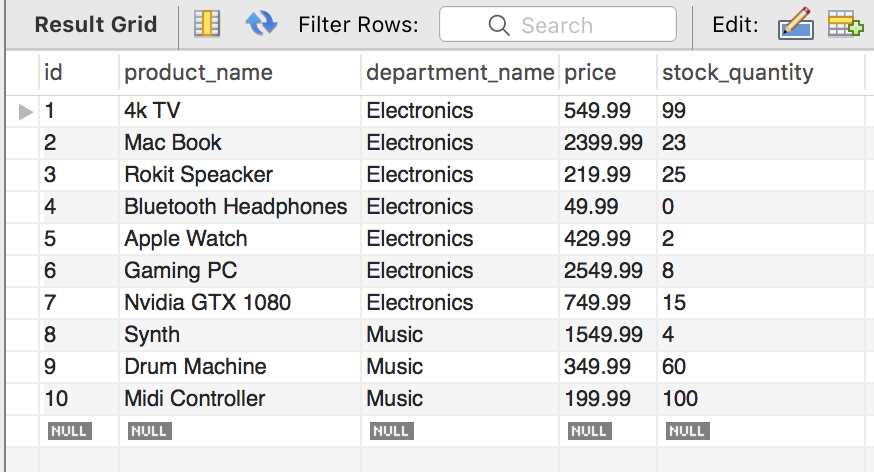 Result Grid Filter Rows: Search Edit:
id product_name department_name price stock_quantity
1 4k TV Electronics 549.99 99
2 Mac Book Electronics 2399.99 23
3 Rokit Speacker Electronics 219.99 25
4 Bluetooth Headphones Electronics 49.99 0
5 Apple Watch Electronics 429.99 2
6 Gaming PC Electronics 2549.99 8
7 Nvidia GTX 1080 Electronics 749.99 15
8 Synth Music 1549.99 4
9 Drum Machine Music 349.99 60
10 Midi Controller Music 199.99 100
NULL NULL NULL NULL NULL